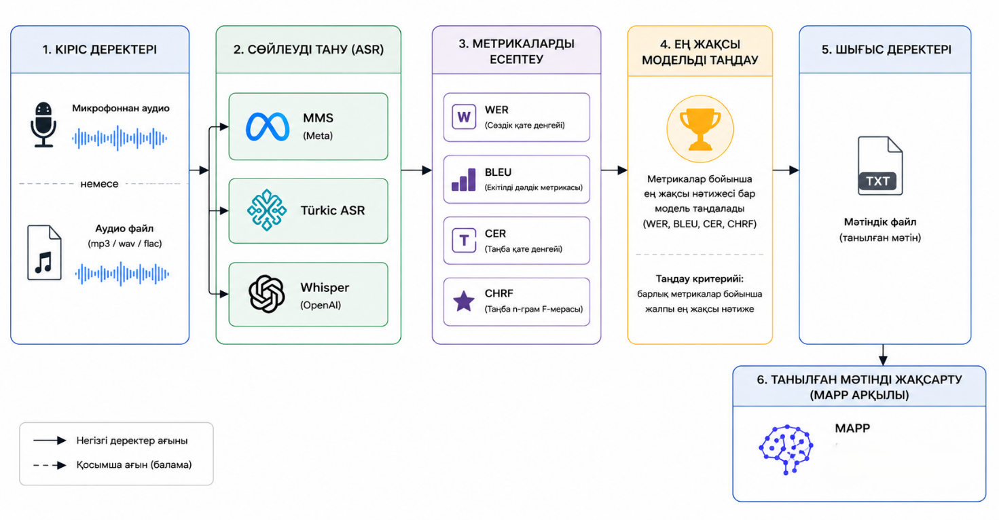 1. КІРІС ДЕРЕКТЕРІ
Микрофоннан аудио
немесе
Аудио файл
(mp3 / wav / flac)
2. СӨЙЛЕУДІ ТАНУ (ASR)
MMS
(Meta)
Türkic ASR
Whisper
(OpenAI)
3. МЕТРИКАЛАРДЫ
ЕСЕПТЕУ
W
WER
(Сөздік қате денгейі)
BLEU
(Екітілді дәлдік метрикасы)
T
CER
(Таңба қате денгейі)
CHRF
(Таңба n-грам F-мерасы)
4. ЕҢ ЖАҚСЫ
МОДЕЛЬДІ ТАҢДАУ
Метрикалар бойынша
ең жақсы нәтижесі бар
модель таңдалады
(WER, BLEU, CER, CHRF)
Таңдау критерийі:
барлық метрикалар бойынша
жалпы ең жақсы нәтиже
5. ШЫҒЫС ДЕРЕКТЕРІ
TXT
Мәтіндік файл
(танылған мәтін)
6. ТАНЫЛҒАН МӘТІНДІ ЖАҚСАРТУ
(МАРР АРҚЫЛЫ)
MAPP
Негізгі деректер ағыны
Қосымша ағын (балама)